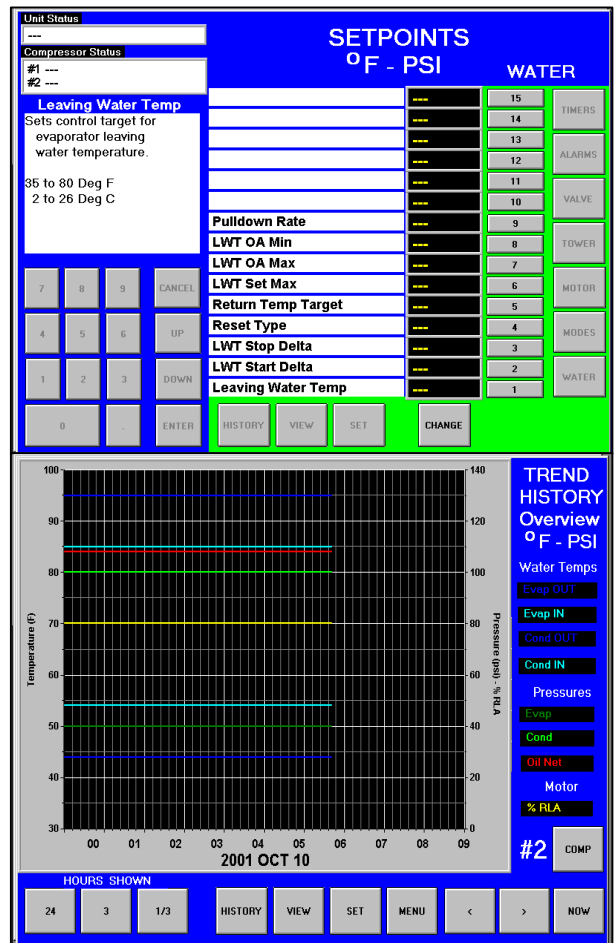 Unit Status
---
Compressor Status
#1 ---
#2 ---
SETPOINTS
°F - PSI
WATER
Leaving Water Temp
Sets control target for
evaporator leaving
water temperature.
35 to 80 Deg F
2 to 26 Deg C
--- 15
--- 14
--- 13
--- 12
--- 11
--- 10
Pulldown Rate --- 9
LWT OA Min --- 8
LWT OA Max --- 7
LWT Set Max --- 6
Return Temp Target --- 5
Reset Type --- 4
LWT Stop Delta --- 3
LWT Start Delta --- 2
Leaving Water Temp --- 1
TIMERS
ALARMS
VALVE
TOWER
MOTOR
MODES
WATER
7 8 9 CANCEL
4 5 6 UP
1 2 3 DOWN
0 . ENTER
HISTORY VIEW SET CHANGE
TREND
HISTORY
Overview
°F - PSI
Water Temps
Evap OUT
Evap IN
Cond OUT
Cond IN
Pressures
Evap
Cond
Oil Net
Motor
% RLA
#2 COMP
Temperature (F)
100
90
80
70
60
50
40
30
Pressure (psi) - % RLA
140
120
100
80
60
40
20
0
00 01 02 03 04 05 06 07 08 09
2001 OCT 10
HOURS SHOWN
24 3 1/3 HISTORY VIEW SET MENU < > NOW